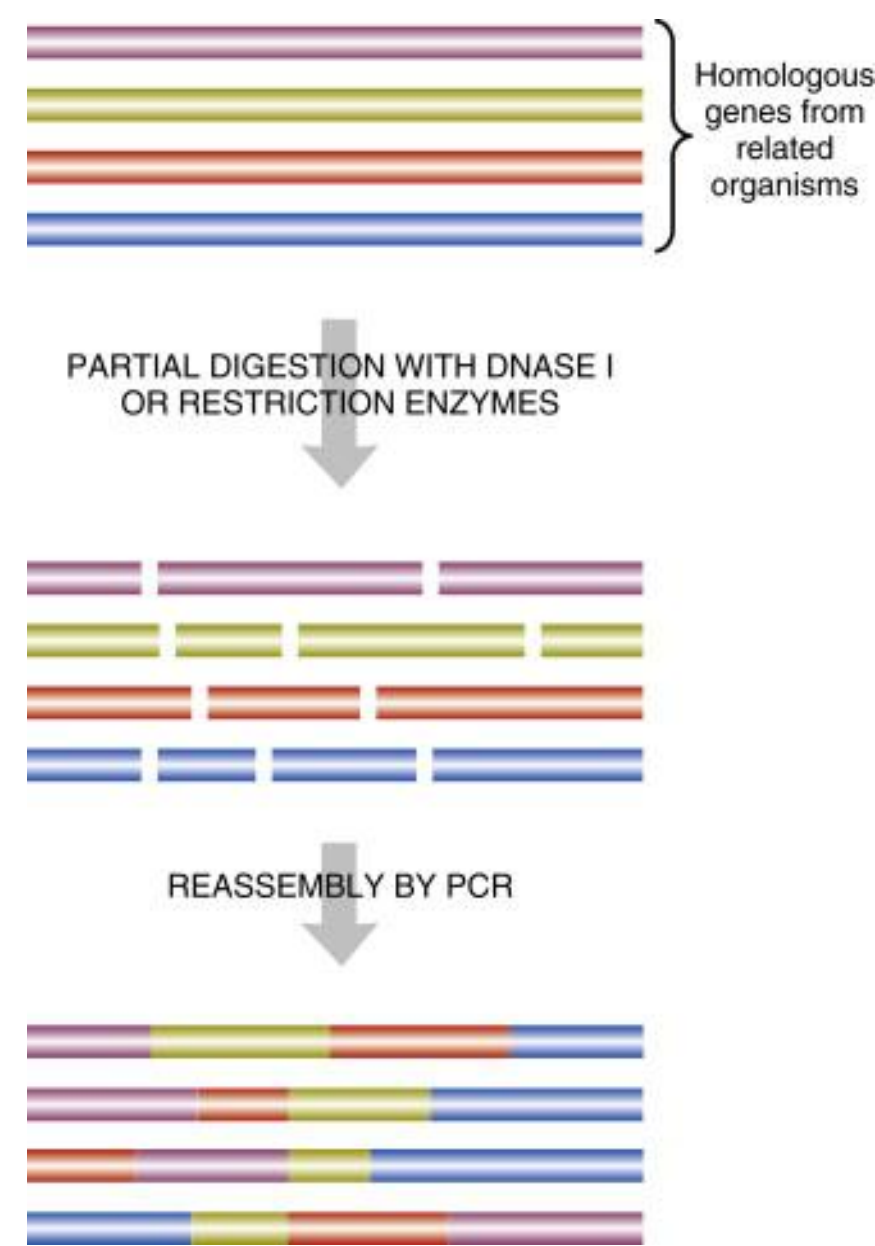 Homologous
genes from
related
organisms
PARTIAL DIGESTION WITH DNASE I
OR RESTRICTION ENZYMES
REASSEMBLY BY PCR